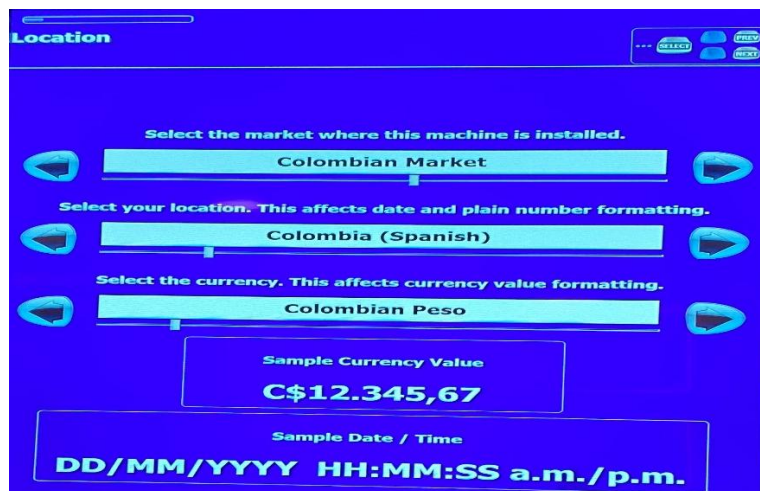 Location
--- SELECT PREV
NEXT
Select the market where this machine is installed.
Colombian Market
Select your location. This affects date and plain number formatting.
Colombia (Spanish)
Select the currency. This affects currency value formatting.
Colombian Peso
Sample Currency Value
C$12.345,67
Sample Date / Time
DD/MM/YYYY HH:MM:SS a.m./p.m.